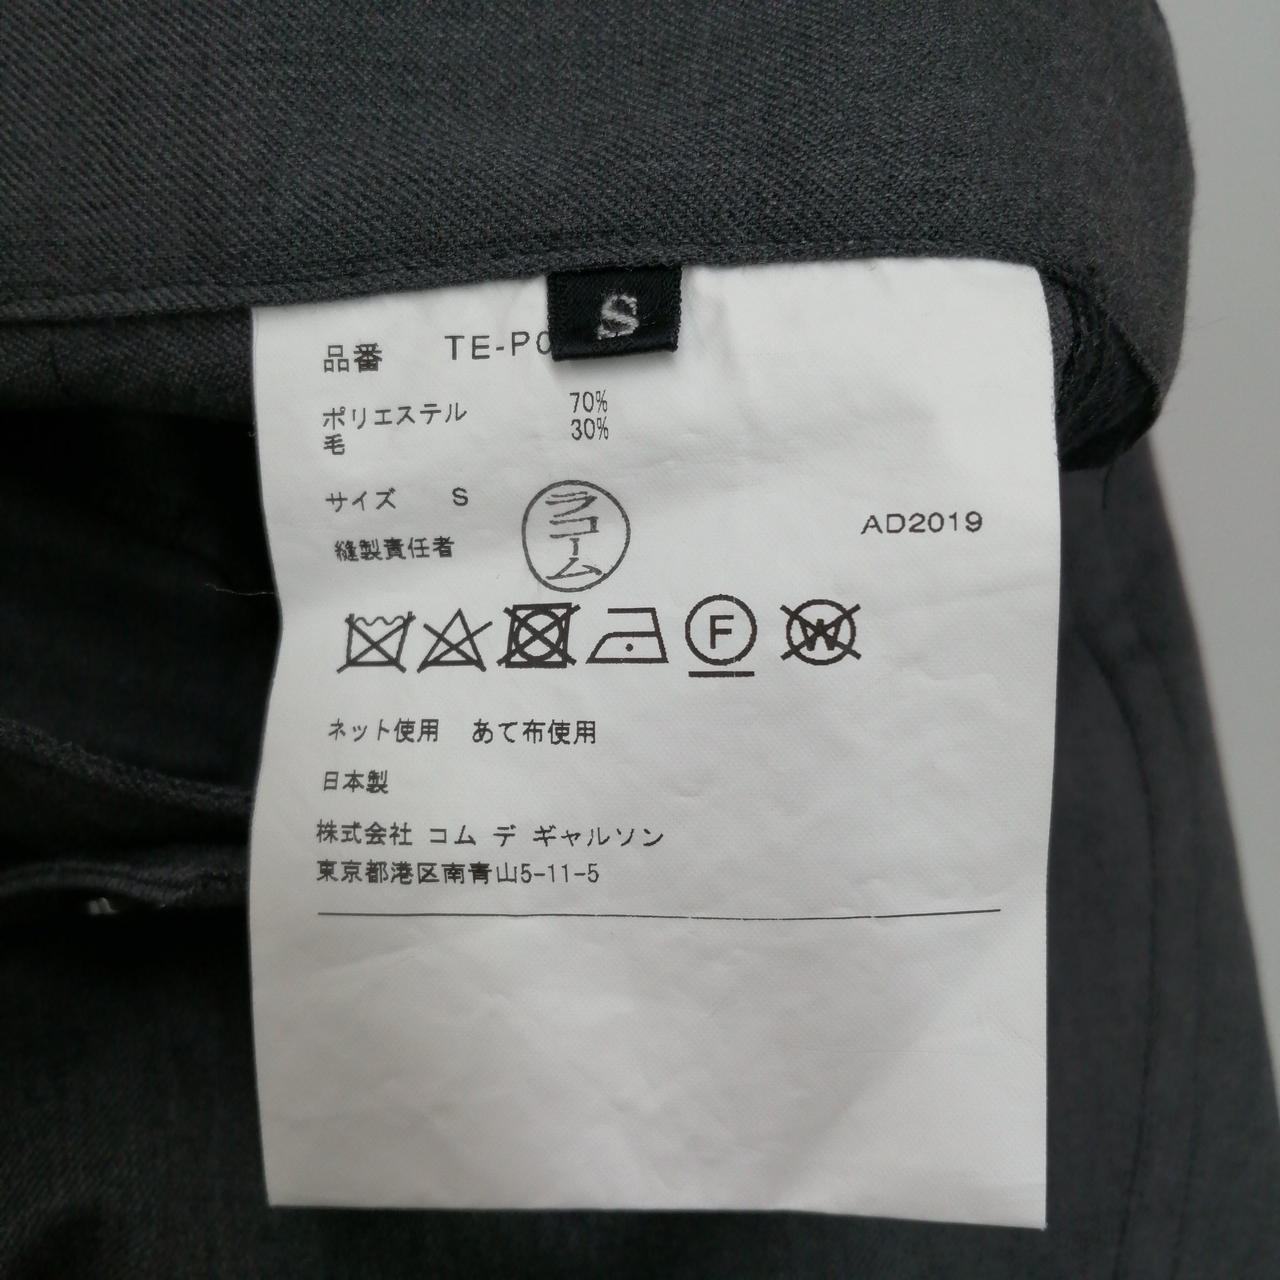 S
品番 TE-P0
ポリエステル 70%
毛 30%
サイズ S
ラコーム
縫製責任者
AD2019
F W
ネット使用 あて布使用
日本製
株式会社 コム デ ギャルソン
東京都港区南青山5-11-5